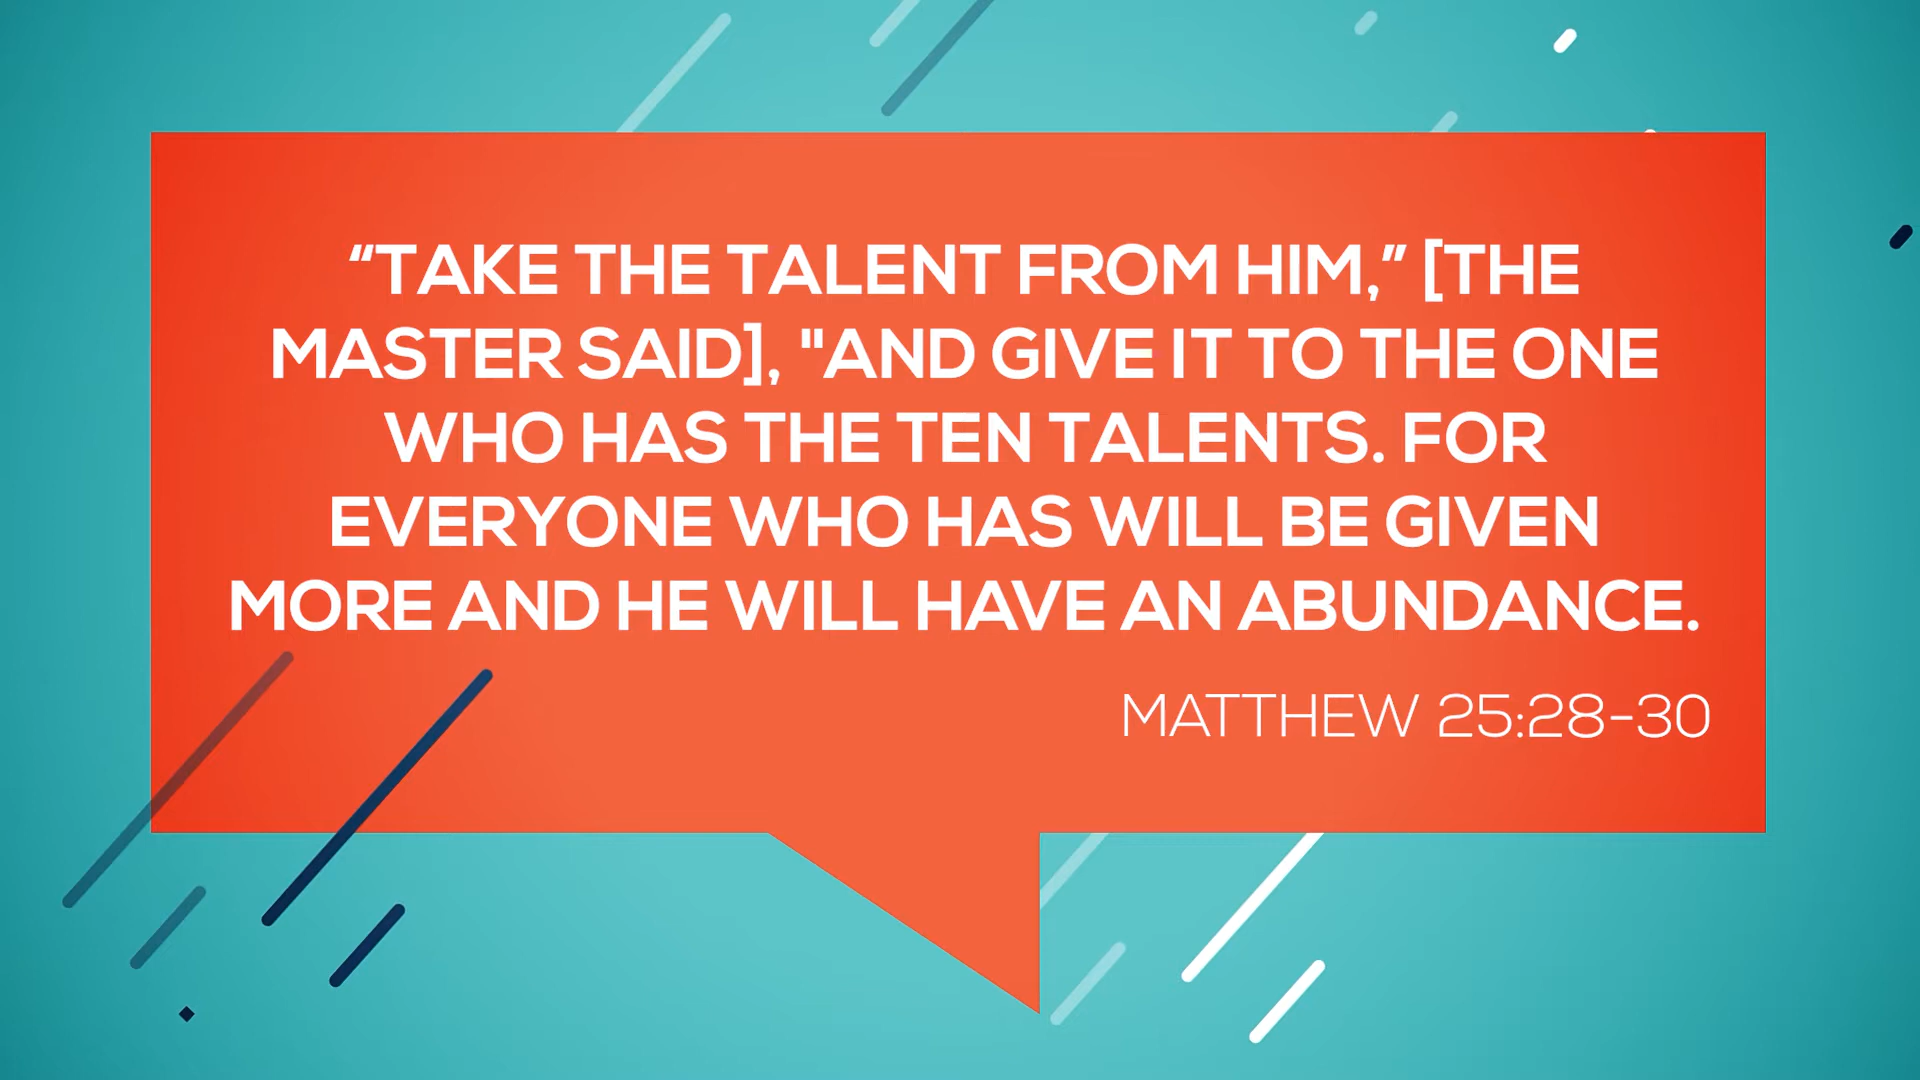 “TAKE THE TALENT FROM HIM,” [THE
MASTER SAID], "AND GIVE IT TO THE ONE
WHO HAS THE TEN TALENTS. FOR
EVERYONE WHO HAS WILL BE GIVEN
MORE AND HE WILL HAVE AN ABUNDANCE.
MATTHEW 25:28-30